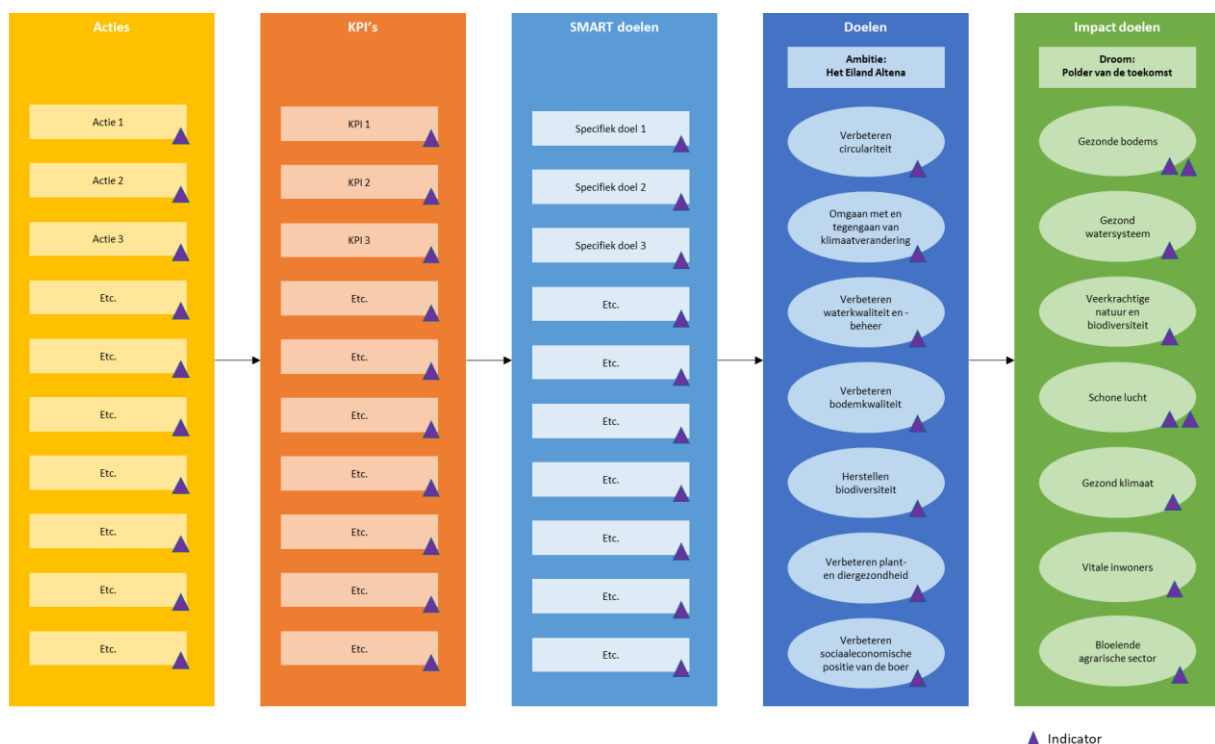 Acties
Actie 1
Actie 2
Actie 3
Etc.
Etc.
Etc.
Etc.
Etc.
Etc.
Etc.
KPI's
KPI 1
KPI 2
KPI 3
Etc.
Etc.
Etc.
Etc.
Etc.
Etc.
Etc.
SMART doelen
Specifiek doel 1
Specifiek doel 2
Specifiek doel 3
Etc.
Etc.
Etc.
Etc.
Etc.
Etc.
Etc.
Doelen
Ambitie:
Het Eiland Altena
Verbeteren
circulariteit
Omgaan met en
tegengaan van
klimaatverandering
Verbeteren
waterkwaliteit en -
beheer
Verbeteren
bodemkwaliteit
Herstellen
biodiversiteit
Verbeteren plant-
en diergezondheid
Verbeteren
sociaaleconomische
positie van de boer
Impact doelen
Droom:
Polder van de toekomst
Gezonde bodems
Gezond
watersysteem
Veerkrachtige
natuur en
biodiversiteit
Schone lucht
Gezond klimaat
Vitale inwoners
Bloeiende
agrarische sector
Indicator